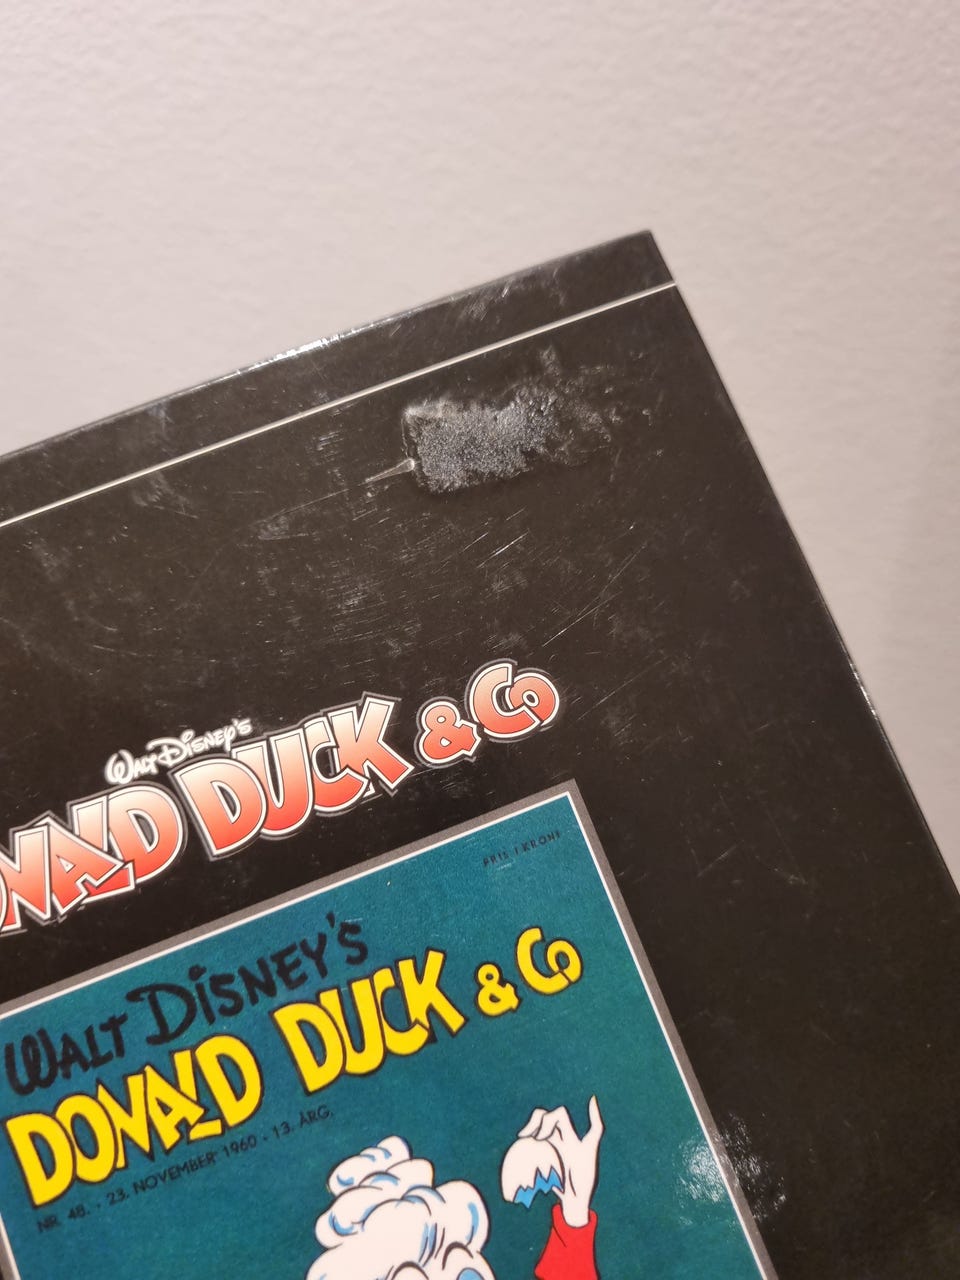 WALT DISNEY'S
DONALD DUCK & CO
PRIS 1 KRONE
WALT DISNEY'S
DONALD DUCK & CO
NR. 48. · 23. NOVEMBER 1960 · 13. ÅRG.